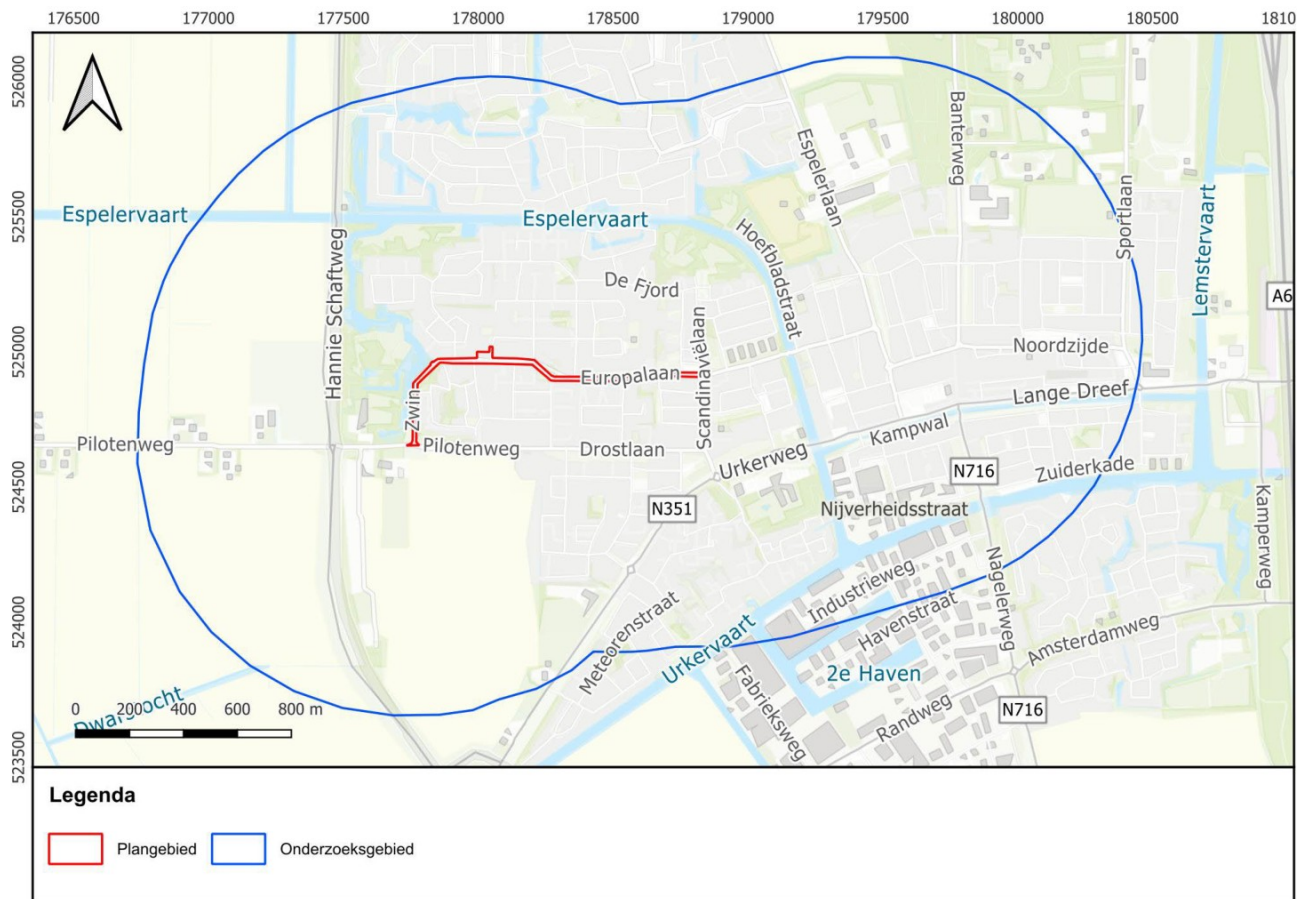 176500 177000 177500 178000 178500 179000 179500 180000 180500 1810
526000
525500
525000
524500
524000
523500
Espelerlaan
Banterweg
Sportlaan
Lemstervaart
Espelervaart
Espelervaart
Hoefbladstraat
Hannie Schaftweg
De Fjord
Scandinaviëlaan
A6
Noordzijde
Europalaan
Lange Dreef
Zwin
Kampwal
Pilotenweg
Pilotenweg
Drostlaan
Urkerweg
N716
Zuiderkade
N351
Nijverheidsstraat
Kamperweg
Nagelerweg
Industrieweg
Havenstraat
Meteorenstraat
Urkervaart
Amsterdamweg
2e Haven
Fabrieksweg
Randweg
N716
Dwarstocht
0 200 400 600 800 m
Legenda
Plangebied
Onderzoeksgebied